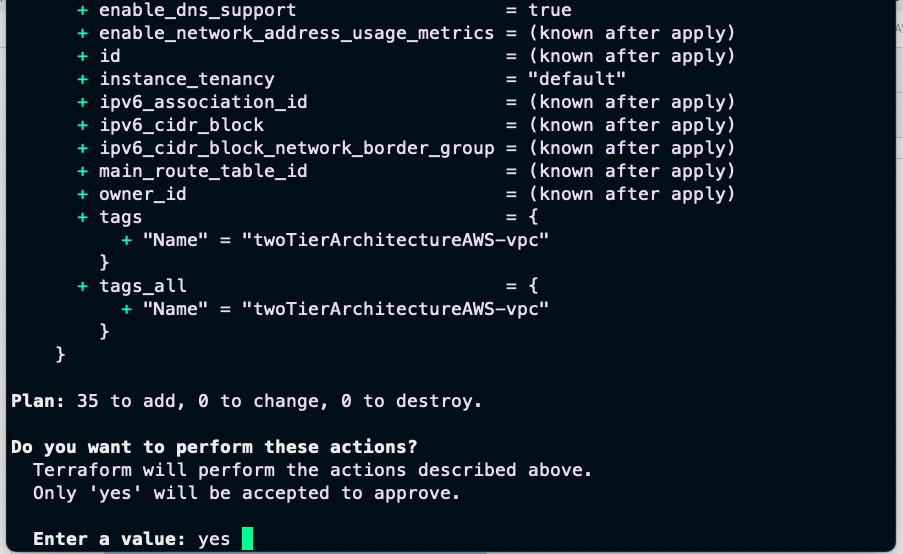 + enable_dns_support = true
+ enable_network_address_usage_metrics = (known after apply)
+ id = (known after apply)
+ instance_tenancy = "default"
+ ipv6_association_id = (known after apply)
+ ipv6_cidr_block = (known after apply)
+ ipv6_cidr_block_network_border_group = (known after apply)
+ main_route_table_id = (known after apply)
+ owner_id = (known after apply)
+ tags = {
+ "Name" = "twoTierArchitectureAWS-vpc"
}
+ tags_all = {
+ "Name" = "twoTierArchitectureAWS-vpc"
}
}
Plan: 35 to add, 0 to change, 0 to destroy.
Do you want to perform these actions?
Terraform will perform the actions described above.
Only 'yes' will be accepted to approve.
Enter a value: yes